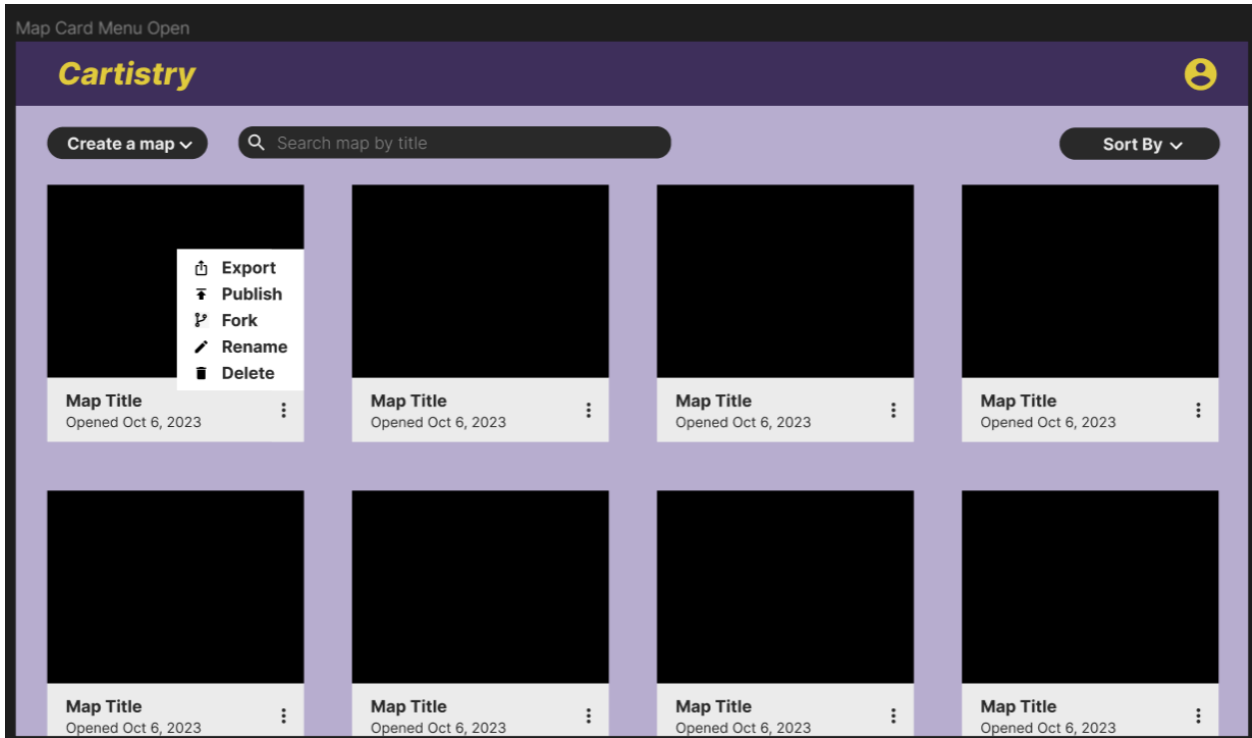 Map Card Menu Open
Cartistry
Create a map
Search map by title
Sort By
Export
Publish
Fork
Rename
Delete
Map Title
Opened Oct 6, 2023
Map Title
Opened Oct 6, 2023
Map Title
Opened Oct 6, 2023
Map Title
Opened Oct 6, 2023
Map Title
Opened Oct 6, 2023
Map Title
Opened Oct 6, 2023
Map Title
Opened Oct 6, 2023
Map Title
Opened Oct 6, 2023